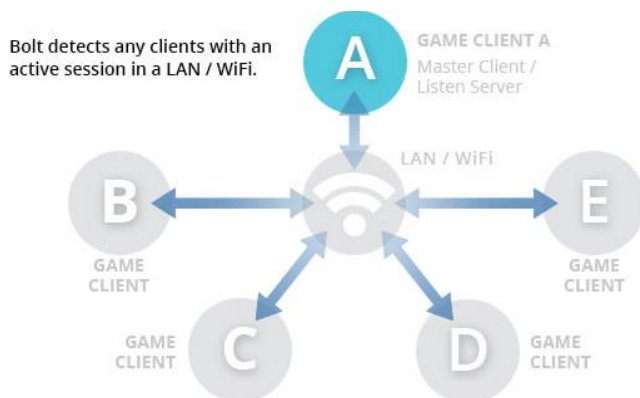 Bolt detects any clients with an
active session in a LAN / WiFi.
A
GAME CLIENT A
Master Client /
Listen Server
LAN / WiFi
B
GAME
CLIENT
E
GAME
CLIENT
C
GAME
CLIENT
D
GAME
CLIENT